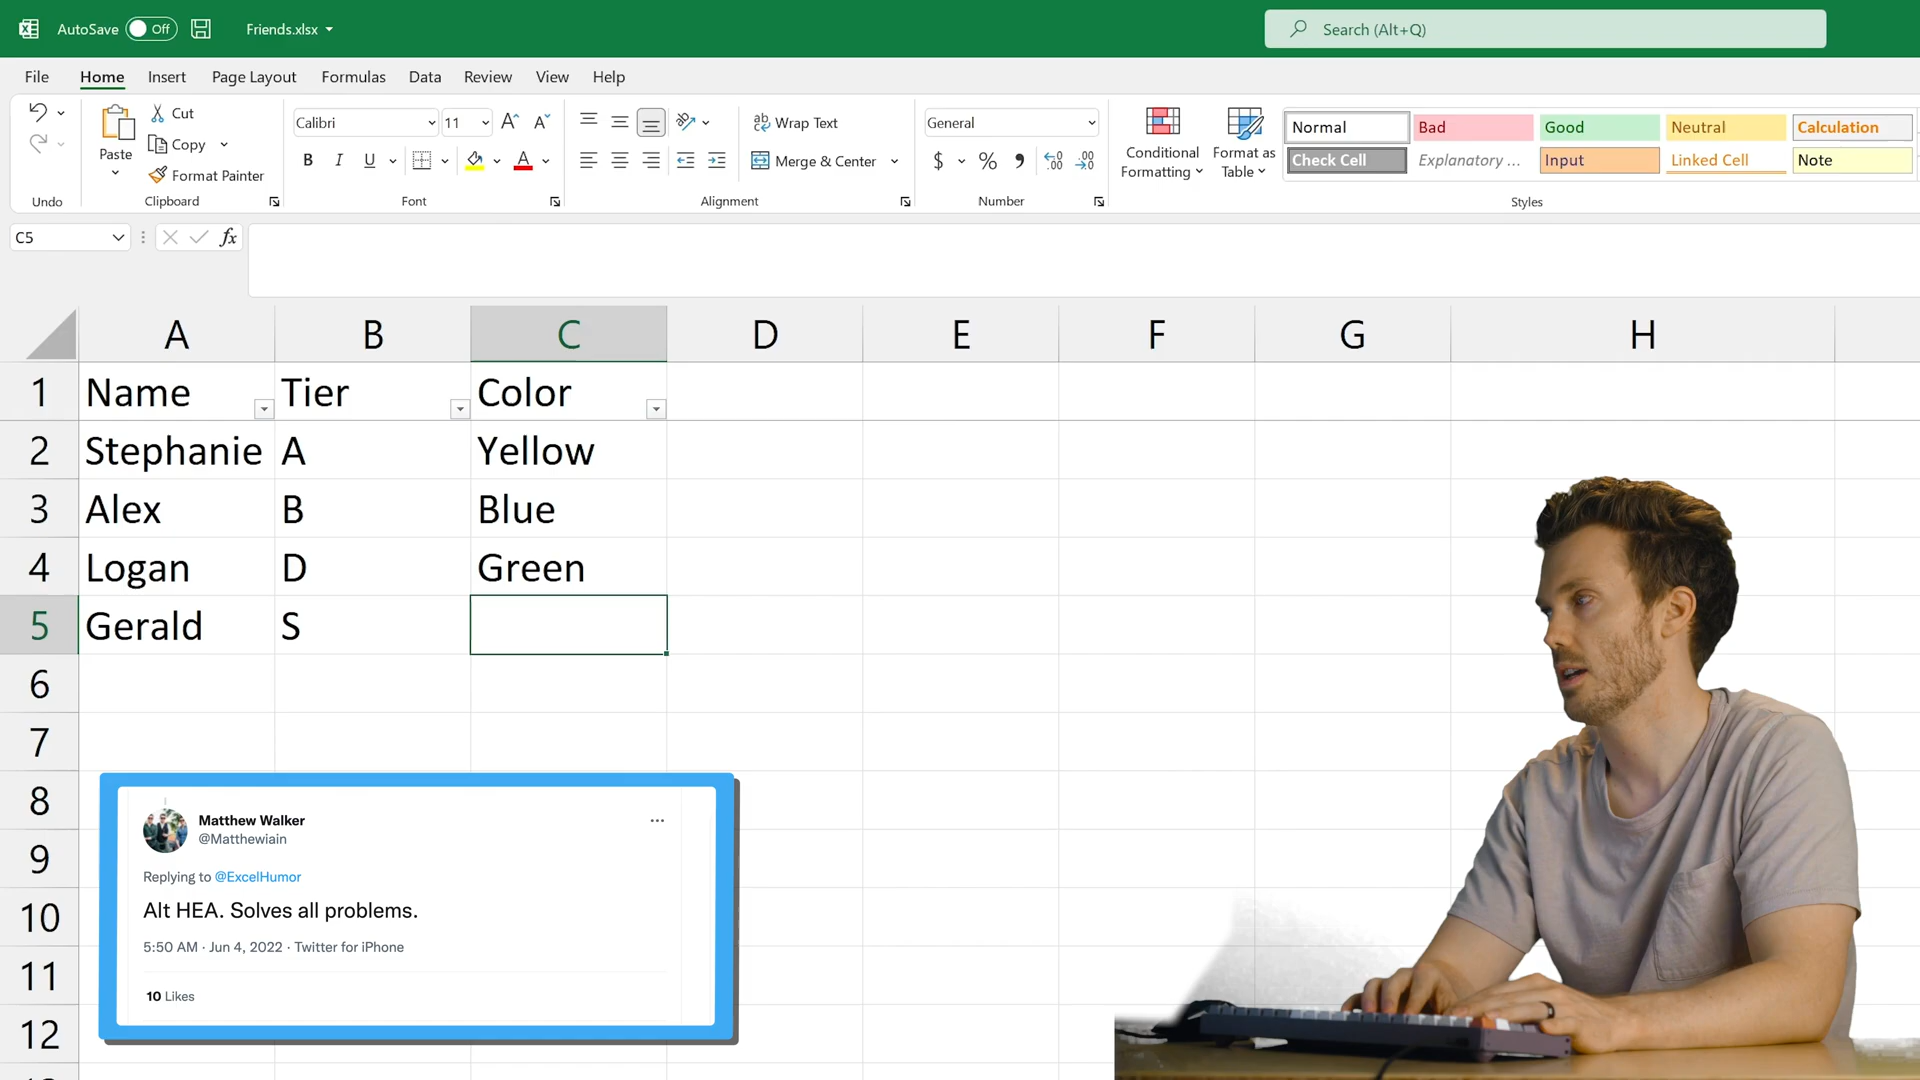 AutoSave Off Friends.xlsx Search (Alt+Q)
File Home Insert Page Layout Formulas Data Review View Help
Undo
Paste
Cut
Copy
Format Painter
Clipboard
Calibri 11
B I U A
Font
ab Wrap Text
Merge & Center
Alignment
General
$ % 9
Number
Conditional Formatting
Format as Table
Normal Bad Good Neutral Calculation
Check Cell Explanatory ... Input Linked Cell Note
Styles
C5 fx
A B C D E F G H
1 Name Tier Color
2 Stephanie A Yellow
3 Alex B Blue
4 Logan D Green
5 Gerald S
6
7
8
9
10
11
12
Matthew Walker ...
@Matthewiain
Replying to @ExcelHumor
Alt HEA. Solves all problems.
5:50 AM · Jun 4, 2022 · Twitter for iPhone
10 Likes